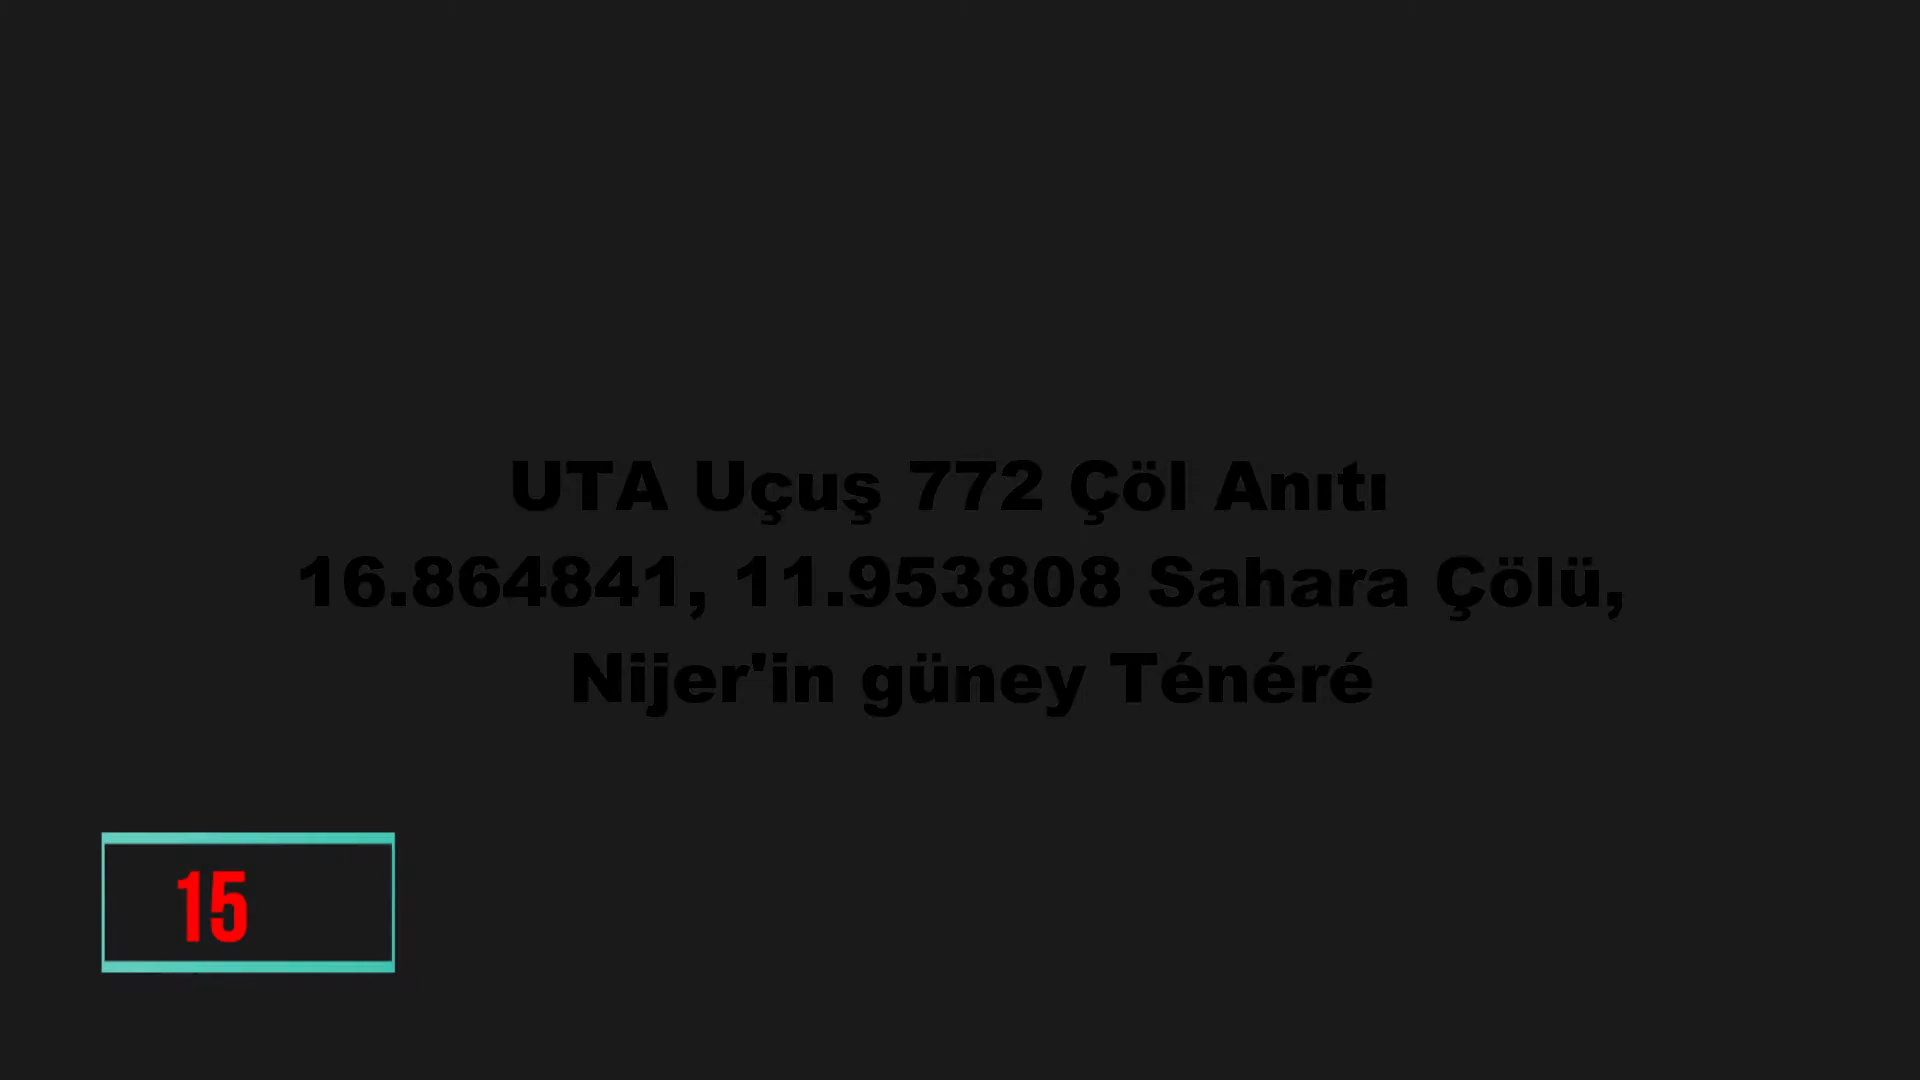 UTA Uçuş 772 Çöl Anıtı
16.864841, 11.953808 Sahara Çölü,
Nijer'in güney Ténéré
15